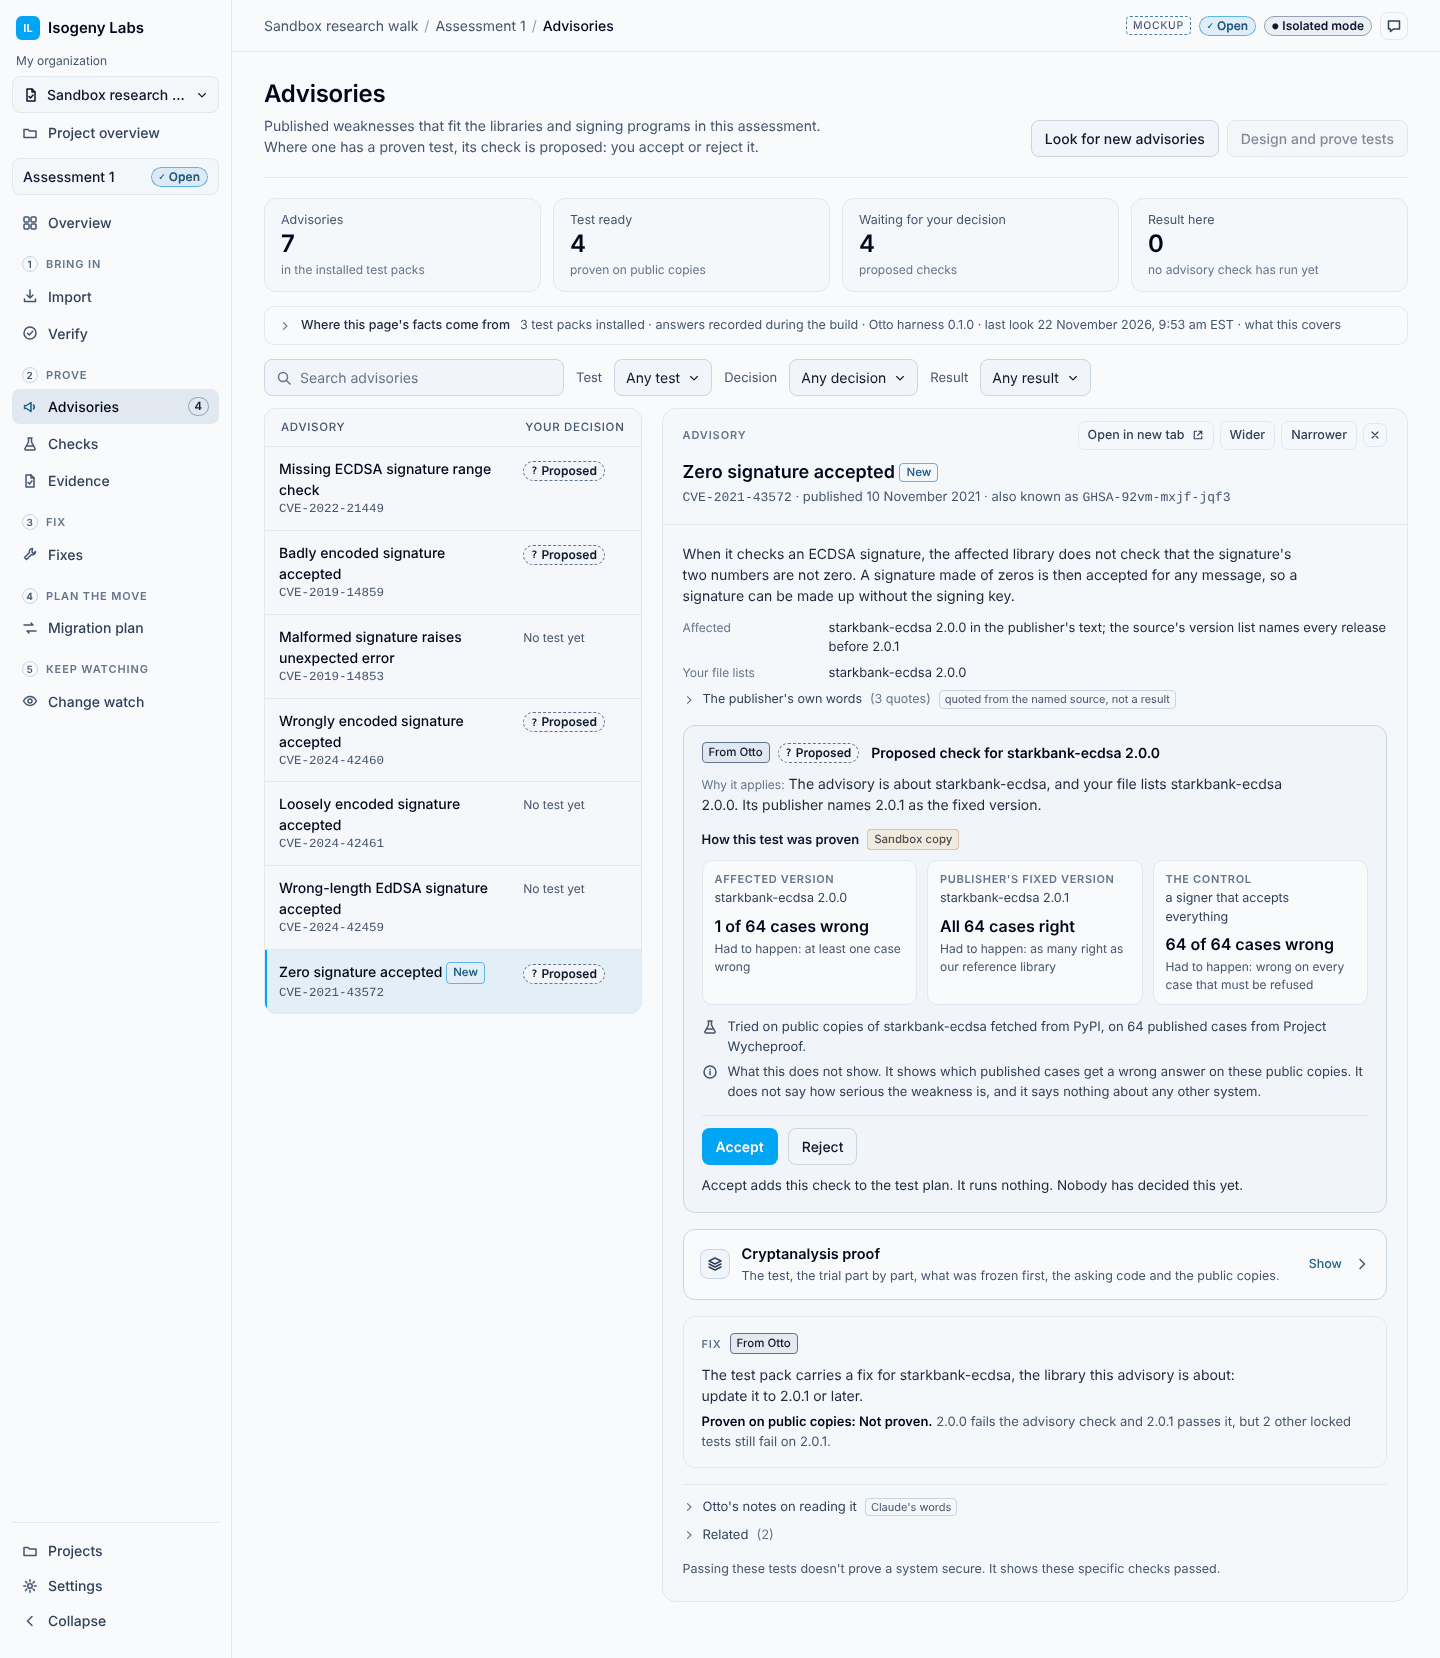 IL Isogeny Labs
My organization
Sandbox research ...
Project overview
Assessment 1 ✓ Open
Overview
1 BRING IN
Import
Verify
2 PROVE
Advisories 4
Checks
Evidence
3 FIX
Fixes
4 PLAN THE MOVE
Migration plan
5 KEEP WATCHING
Change watch
Projects
Settings
Collapse
Sandbox research walk / Assessment 1 / Advisories
MOCKUP ✓ Open ● Isolated mode
Advisories
Published weaknesses that fit the libraries and signing programs in this assessment.
Where one has a proven test, its check is proposed: you accept or reject it.
Look for new advisories Design and prove tests
Advisories
7
in the installed test packs
Test ready
4
proven on public copies
Waiting for your decision
4
proposed checks
Result here
0
no advisory check has run yet
Where this page's facts come from 3 test packs installed · answers recorded during the build · Otto harness 0.1.0 · last look 22 November 2026, 9:53 am EST · what this covers
Search advisories Test Any test Decision Any decision Result Any result
ADVISORY YOUR DECISION
Missing ECDSA signature range
check
CVE-2022-21449
? Proposed
Badly encoded signature
accepted
CVE-2019-14859
? Proposed
Malformed signature raises
unexpected error
CVE-2019-14853
No test yet
Wrongly encoded signature
accepted
CVE-2024-42460
? Proposed
Loosely encoded signature
accepted
CVE-2024-42461
No test yet
Wrong-length EdDSA signature
accepted
CVE-2024-42459
No test yet
Zero signature accepted New
CVE-2021-43572
? Proposed
ADVISORY
Open in new tab Wider Narrower
Zero signature accepted New
CVE-2021-43572 · published 10 November 2021 · also known as GHSA-92vm-mxjf-jqf3
When it checks an ECDSA signature, the affected library does not check that the signature's
two numbers are not zero. A signature made of zeros is then accepted for any message, so a
signature can be made up without the signing key.
Affected starkbank-ecdsa 2.0.0 in the publisher's text; the source's version list names every release
before 2.0.1
Your file lists starkbank-ecdsa 2.0.0
The publisher's own words (3 quotes) quoted from the named source, not a result
From Otto ? Proposed Proposed check for starkbank-ecdsa 2.0.0
Why it applies: The advisory is about starkbank-ecdsa, and your file lists starkbank-ecdsa
2.0.0. Its publisher names 2.0.1 as the fixed version.
How this test was proven Sandbox copy
AFFECTED VERSION
starkbank-ecdsa 2.0.0
1 of 64 cases wrong
Had to happen: at least one case
wrong
PUBLISHER'S FIXED VERSION
starkbank-ecdsa 2.0.1
All 64 cases right
Had to happen: as many right as
our reference library
THE CONTROL
a signer that accepts
everything
64 of 64 cases wrong
Had to happen: wrong on every
case that must be refused
Tried on public copies of starkbank-ecdsa fetched from PyPI, on 64 published cases from Project
Wycheproof.
What this does not show. It shows which published cases get a wrong answer on these public copies. It
does not say how serious the weakness is, and it says nothing about any other system.
Accept Reject
Accept adds this check to the test plan. It runs nothing. Nobody has decided this yet.
Cryptanalysis proof
The test, the trial part by part, what was frozen first, the asking code and the public copies.
Show
FIX From Otto
The test pack carries a fix for starkbank-ecdsa, the library this advisory is about:
update it to 2.0.1 or later.
Proven on public copies: Not proven. 2.0.0 fails the advisory check and 2.0.1 passes it, but 2 other locked
tests still fail on 2.0.1.
Otto's notes on reading it Claude's words
Related (2)
Passing these tests doesn't prove a system secure. It shows these specific checks passed.